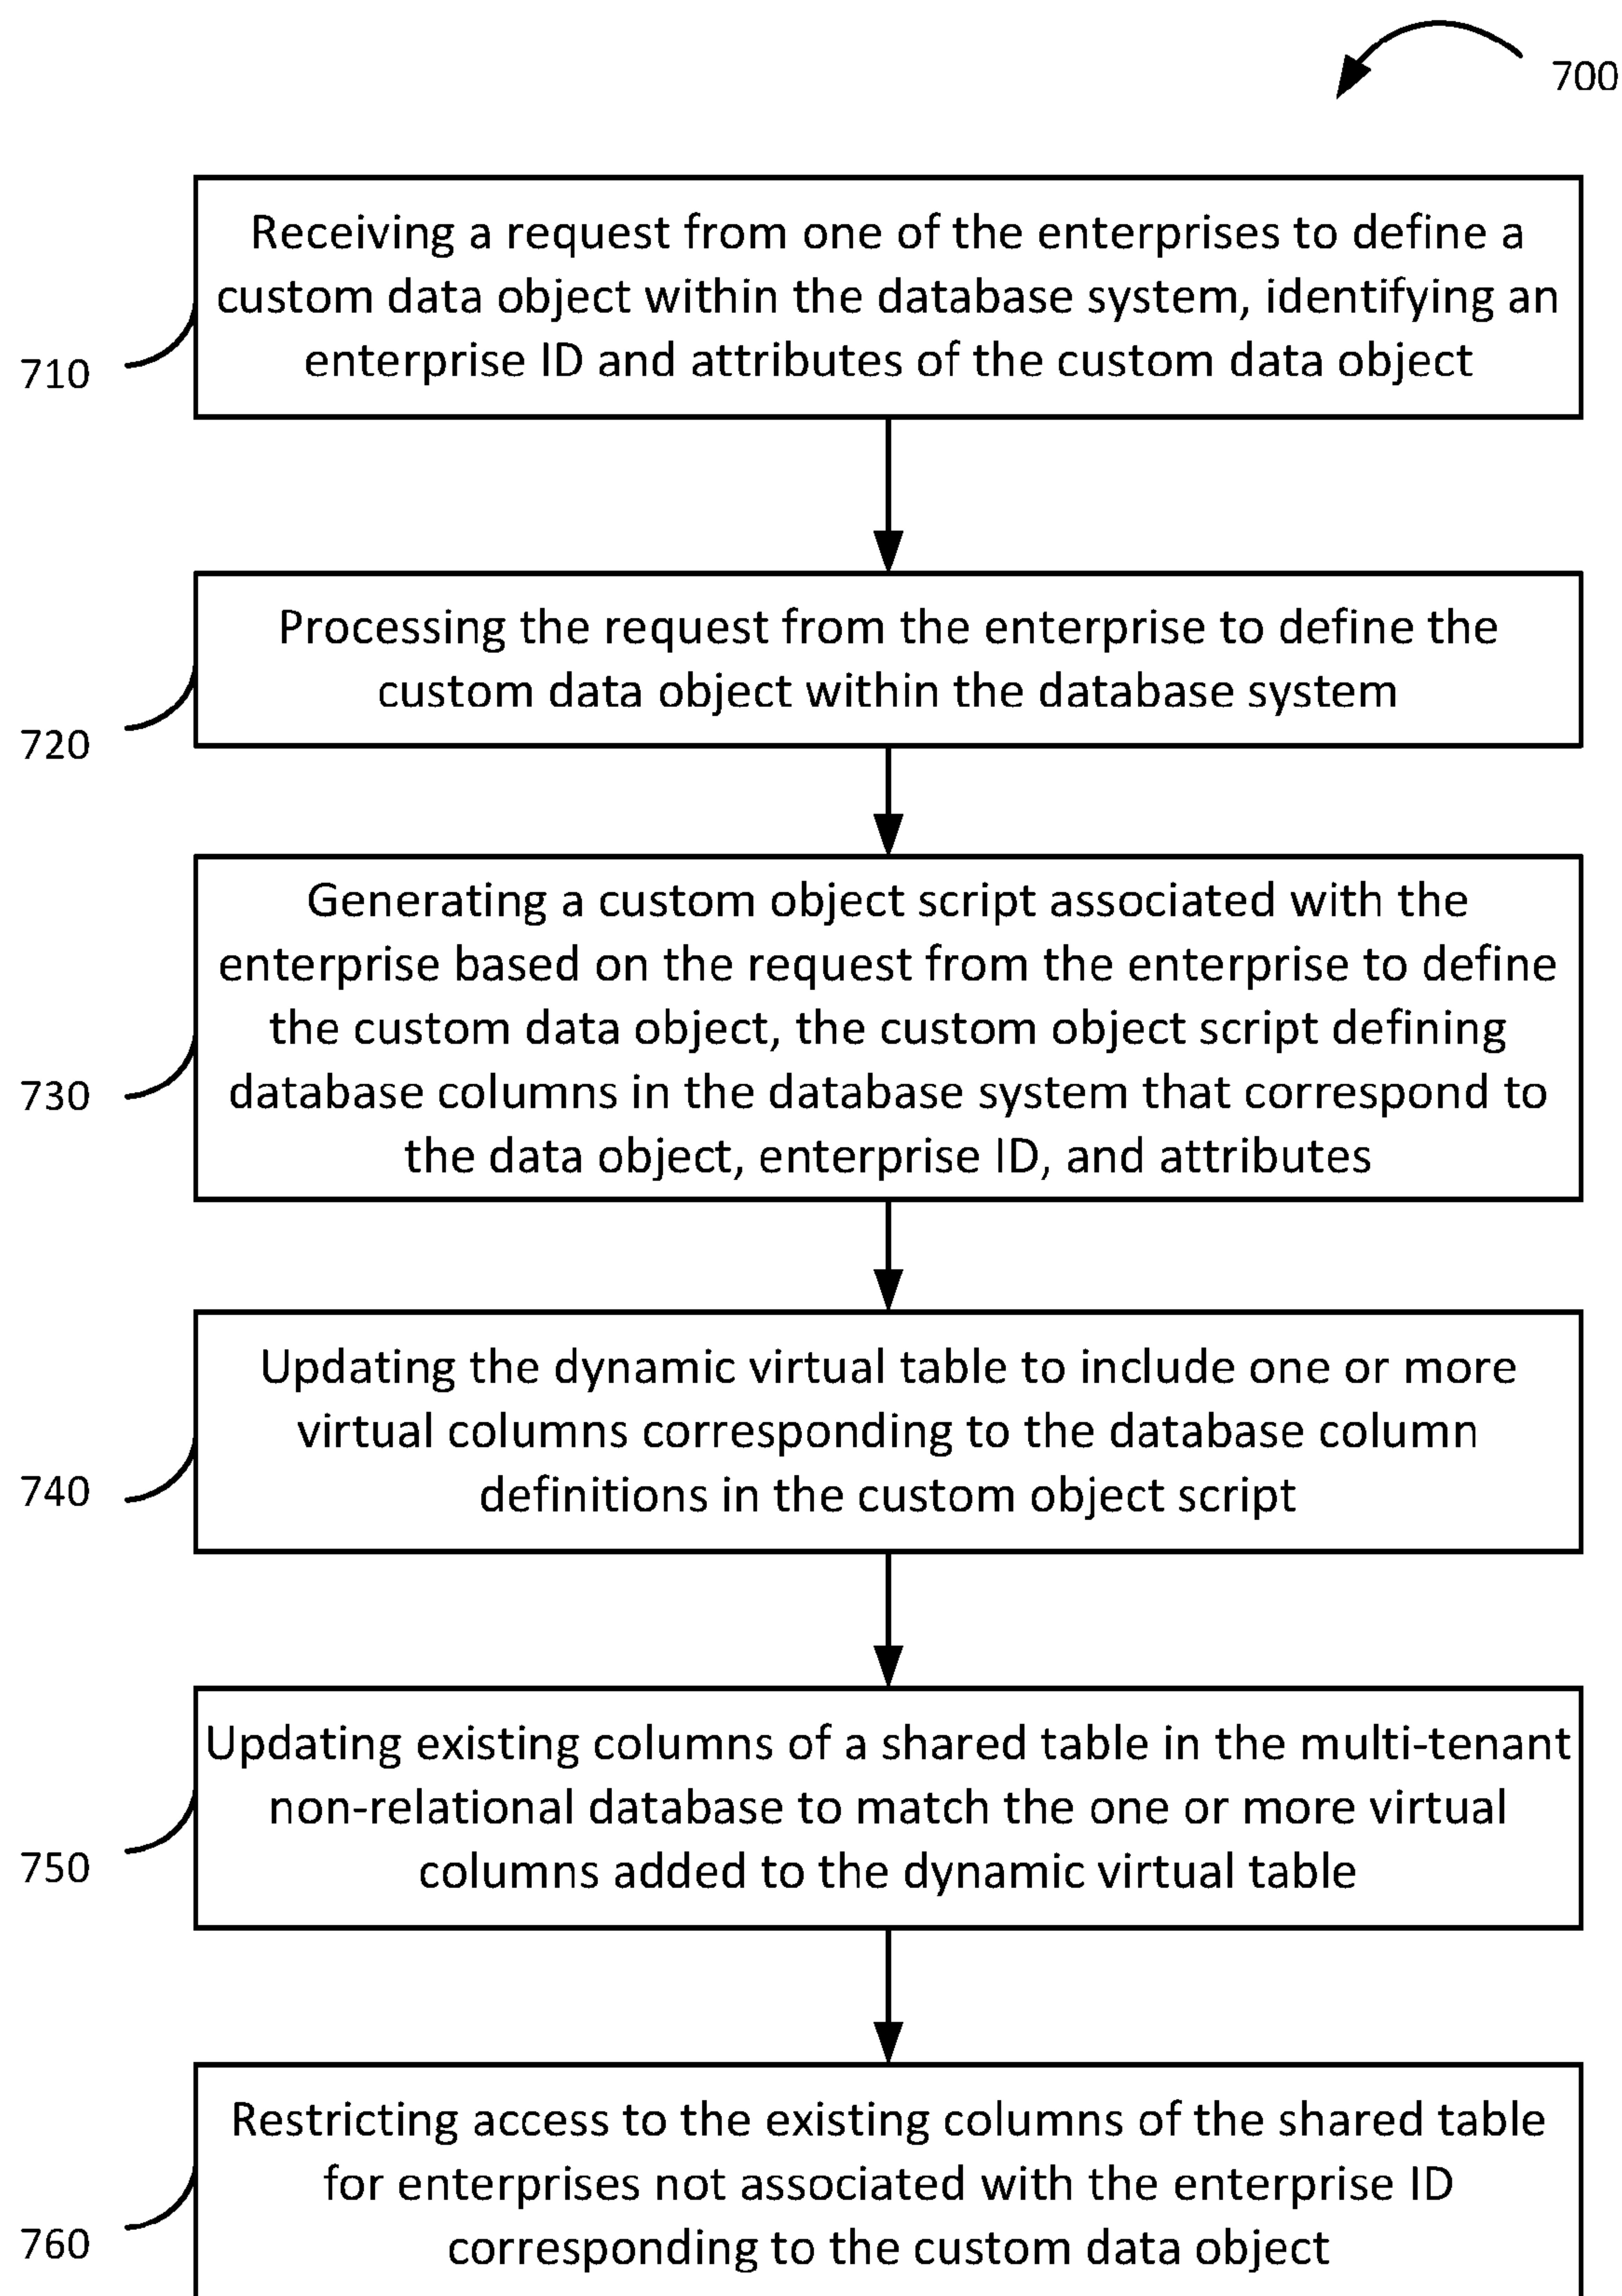 700
Receiving a request from one of the enterprises to define a
custom data object within the database system, identifying an
enterprise ID and attributes of the custom data object
710
Processing the request from the enterprise to define the
custom data object within the database system
720
Generating a custom object script associated with the
enterprise based on the request from the enterprise to define
the custom data object, the custom object script defining
database columns in the database system that correspond to
the data object, enterprise ID, and attributes
730
Updating the dynamic virtual table to include one or more
virtual columns corresponding to the database column
definitions in the custom object script
740
Updating existing columns of a shared table in the multi-tenant
non-relational database to match the one or more virtual
columns added to the dynamic virtual table
750
Restricting access to the existing columns of the shared table
for enterprises not associated with the enterprise ID
corresponding to the custom data object
760